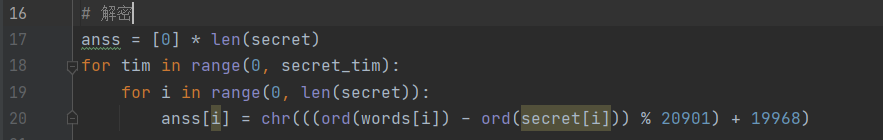 16 # 解密
17 anss = [0] * len(secret)
18 for tim in range(0, secret_tim):
19 for i in range(0, len(secret)):
20 anss[i] = chr(((ord(words[i]) - ord(secret[i])) % 20901) + 19968)